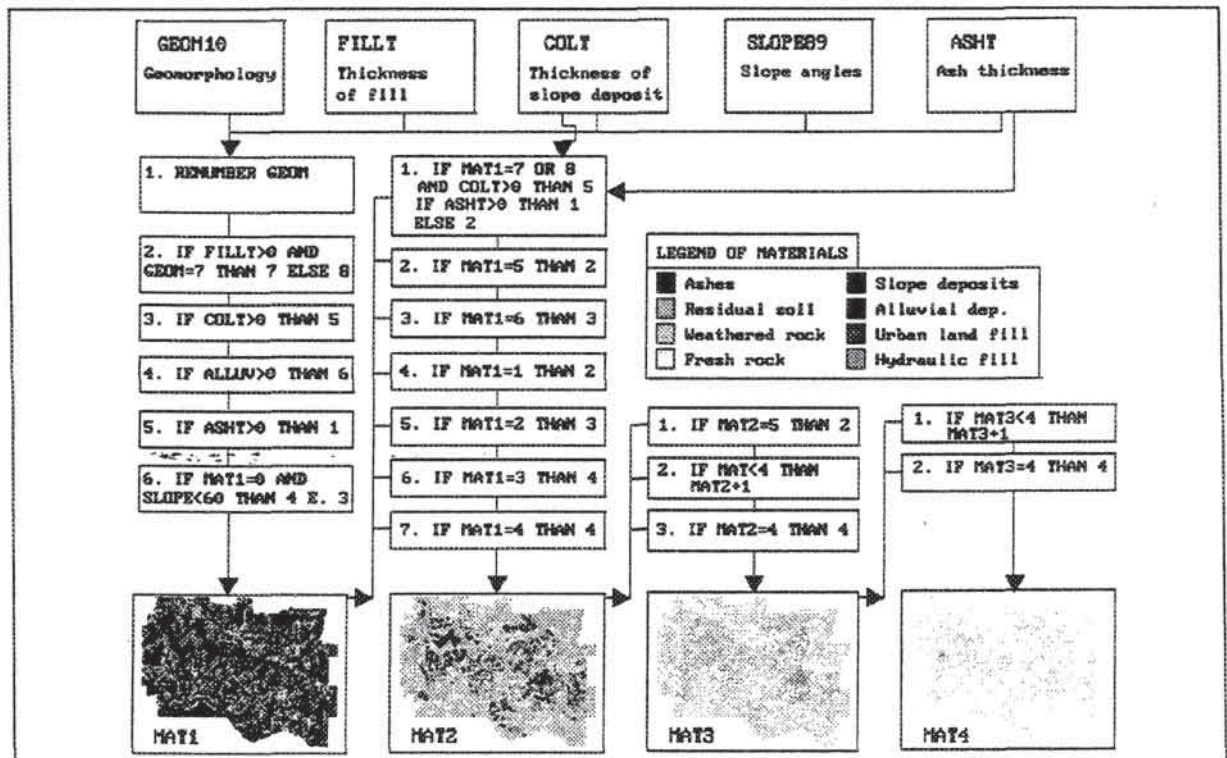 GEOM10
Geomorphology
FILLT
Thickness
of fill
COLT
Thickness of
slope deposit
SLOPE89
Slope angles
ASHT
Ash thickness
1. RENUMBER GEOM
2. IF FILLT>0 AND
GEOM=7 THAN 7 ELSE 8
3. IF COLT>0 THAN 5
4. IF ALLUV>0 THAN 6
5. IF ASHT>0 THAN 1
6. IF MAT1=0 AND
SLOPE<60 THAN 4 E. 3
1. IF MAT1=7 OR 8
AND COLT>0 THAN 5
IF ASHT>0 THAN 1
ELSE 2
2. IF MAT1=5 THAN 2
3. IF MAT1=6 THAN 3
4. IF MAT1=1 THAN 2
5. IF MAT1=2 THAN 3
6. IF MAT1=3 THAN 4
7. IF MAT1=4 THAN 4
LEGEND OF MATERIALS
Ashes
Residual soil
Weathered rock
Fresh rock
Slope deposits
Alluvial dep.
Urban land fill
Hydraulic fill
1. IF MAT2=5 THAN 2
2. IF MAT<4 THAN
MAT2+1
3. IF MAT2=4 THAN 4
1. IF MAT3<4 THAN
MAT3+1
2. IF MAT3=4 THAN 4
MAT1
MAT2
MAT3
MAT4